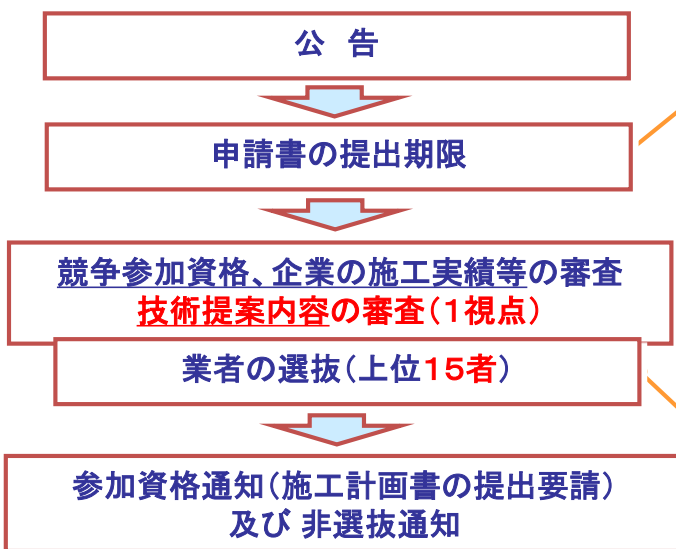 公　告
申請書の提出期限
競争参加資格、企業の施工実績等の審査
技術提案内容の審査（１視点）
業者の選抜（上位１５者）
参加資格通知（施工計画書の提出要請）
及び 非選抜通知